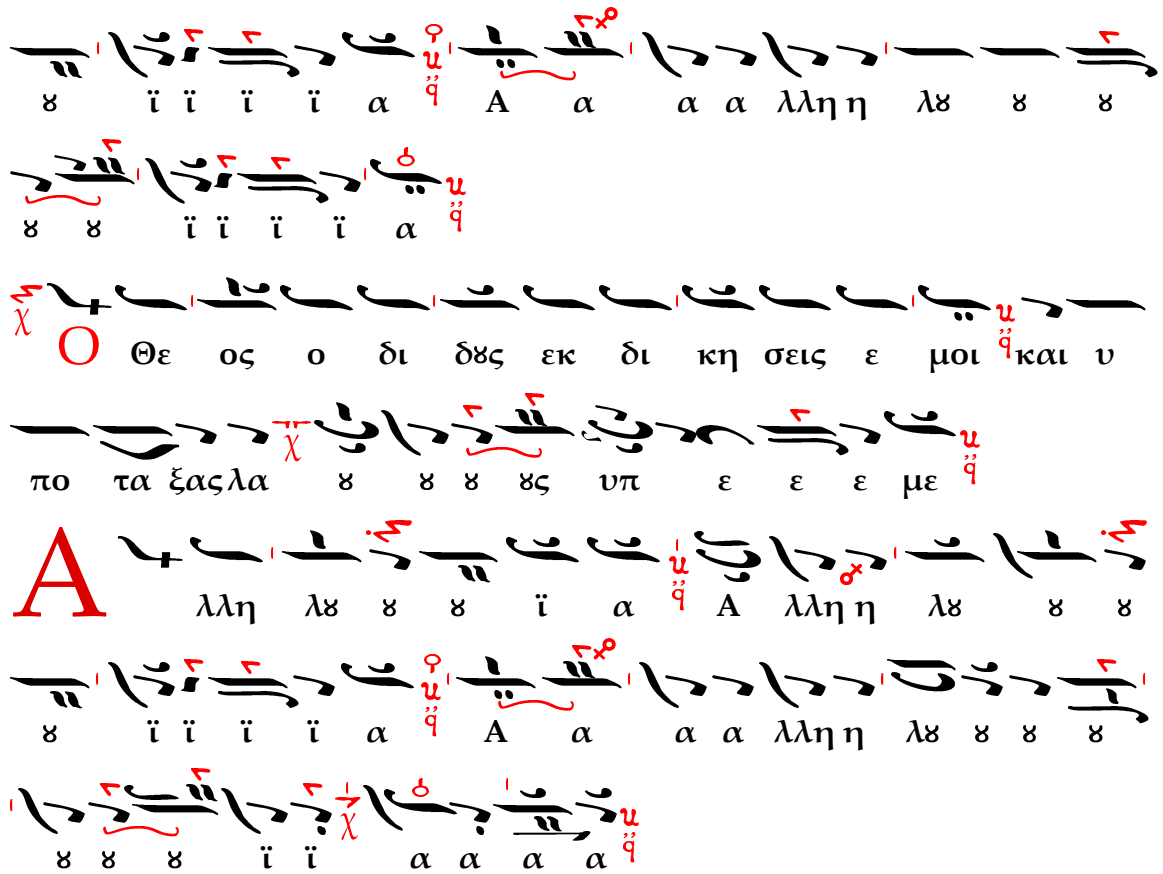 ȣ ϊ ϊ ϊ ϊ α Α α α α λλη η λȣ ȣ ȣ
ȣ ȣ ϊ ϊ ϊ ϊ α
Ο Θε ος ο δι δȣς εκ δι κη σεις ε μοι και υ
πο τα ξας λα ȣ ȣ ȣ ȣς υπ ε ε ε με
Α λλη λȣ ȣ ȣ ϊ α Α λλη η λȣ ȣ ȣ
ȣ ϊ ϊ ϊ ϊ α Α α α α λλη η λȣ ȣ ȣ ȣ
ȣ ȣ ȣ ϊ ϊ α α α α